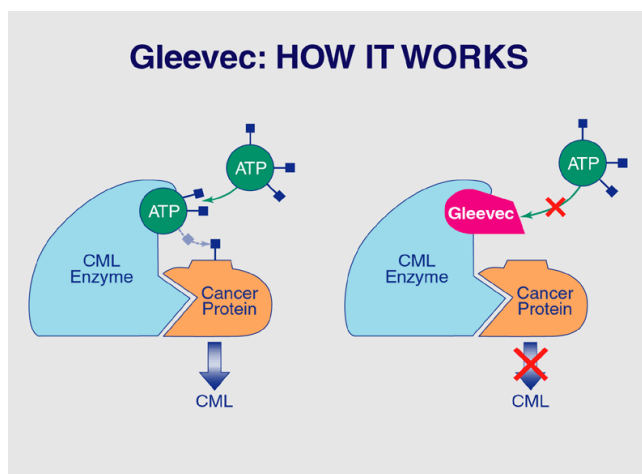 Gleevec: HOW IT WORKS
ATP
ATP
CML
Enzyme
Cancer
Protein
CML
ATP
Gleevec
CML
Enzyme
Cancer
Protein
CML